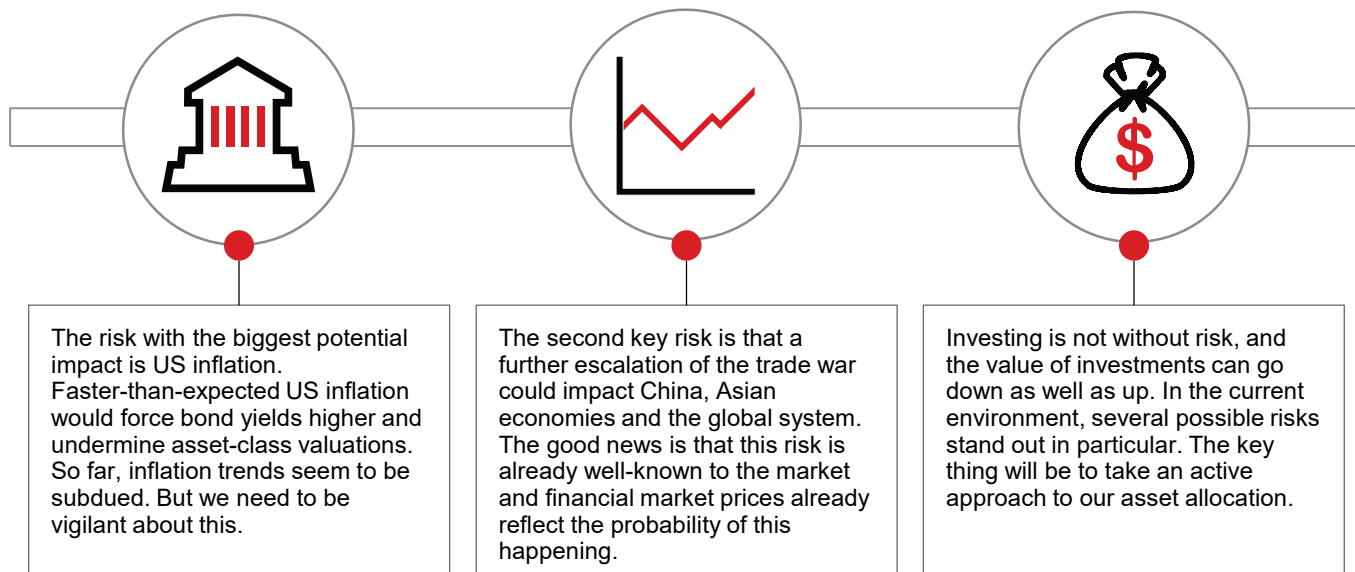 $
The risk with the biggest potential
impact is US inflation.
Faster-than-expected US inflation
would force bond yields higher and
undermine asset-class valuations.
So far, inflation trends seem to be
subdued. But we need to be
vigilant about this.
The second key risk is that a
further escalation of the trade war
could impact China, Asian
economies and the global system.
The good news is that this risk is
already well-known to the market
and financial market prices already
reflect the probability of this
happening.
Investing is not without risk, and
the value of investments can go
down as well as up. In the current
environment, several possible risks
stand out in particular. The key
thing will be to take an active
approach to our asset allocation.